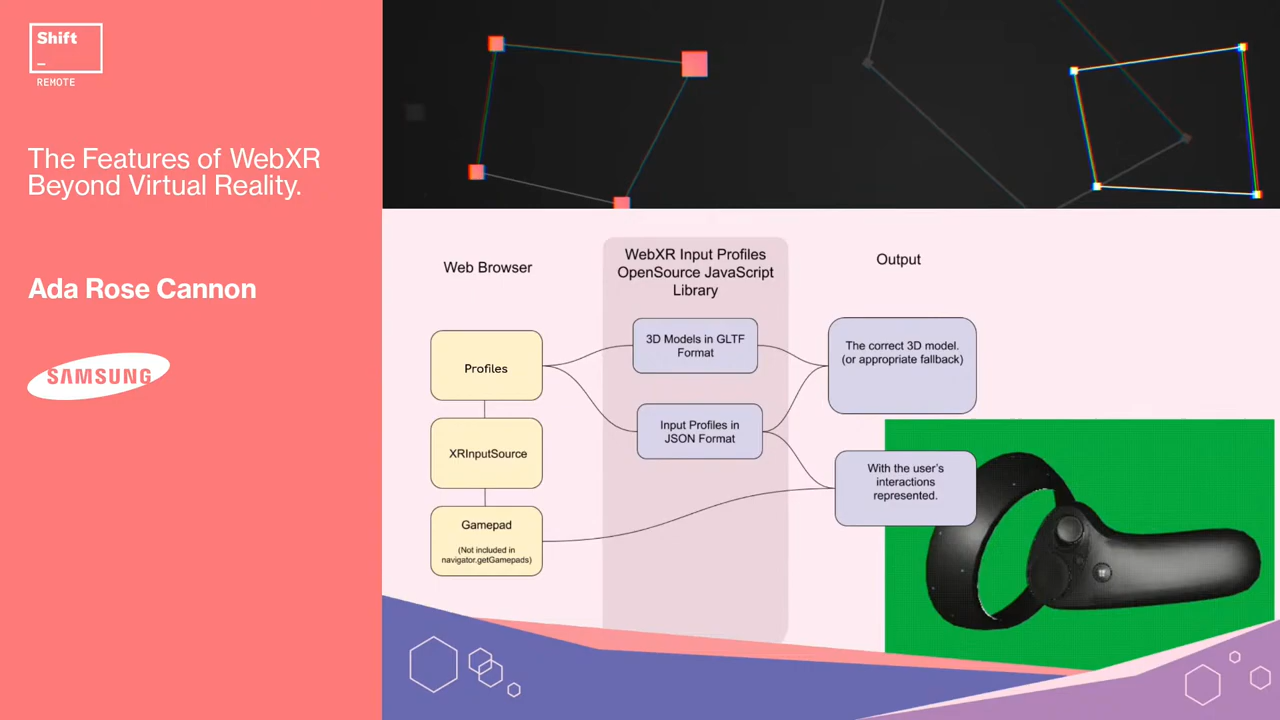 Shift
_
REMOTE
The Features of WebXR
Beyond Virtual Reality.
Ada Rose Cannon
SAMSUNG
Web Browser
WebXR Input Profiles
OpenSource JavaScript
Library
Output
Profiles
XRInputSource
Gamepad
(Not included in
navigator.getGamepads)
3D Models in GLTF
Format
Input Profiles in
JSON Format
The correct 3D model.
(or appropriate fallback)
With the user's
interactions
represented.